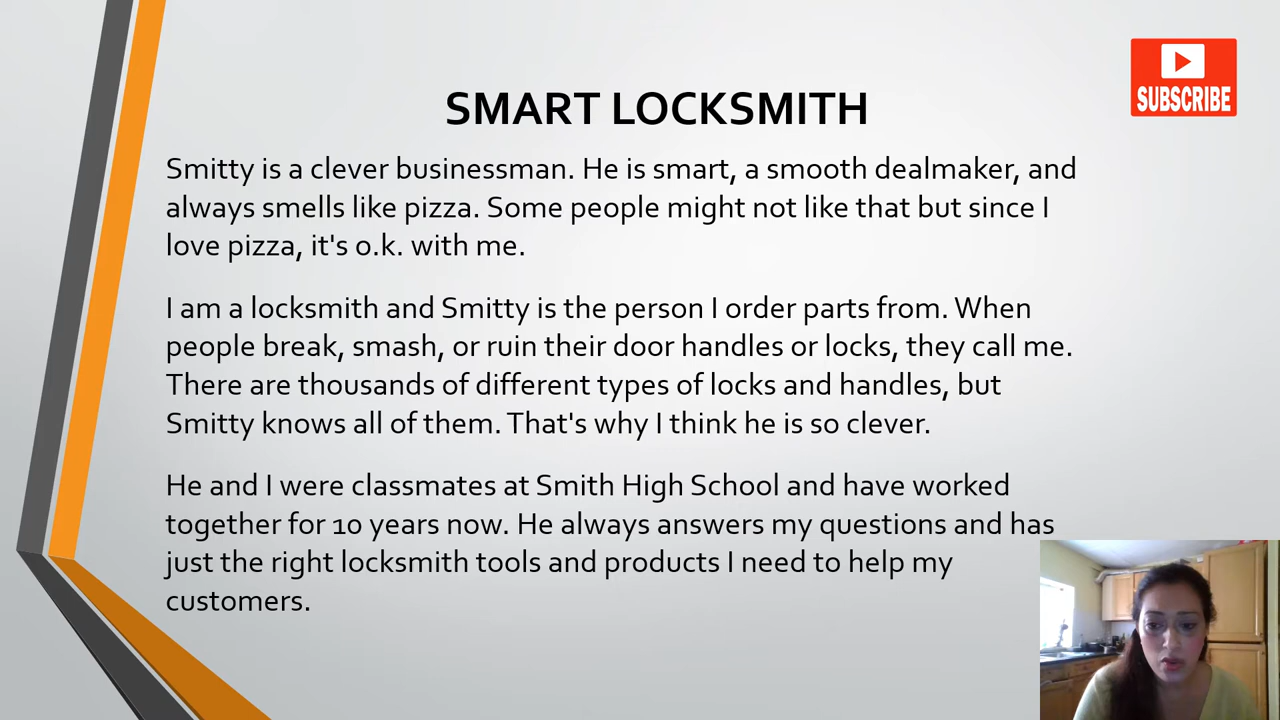 SUBSCRIBE
SMART LOCKSMITH
Smitty is a clever businessman. He is smart, a smooth dealmaker, and
always smells like pizza. Some people might not like that but since I
love pizza, it's o.k. with me.
I am a locksmith and Smitty is the person I order parts from. When
people break, smash, or ruin their door handles or locks, they call me.
There are thousands of different types of locks and handles, but
Smitty knows all of them. That's why I think he is so clever.
He and I were classmates at Smith High School and have worked
together for 10 years now. He always answers my questions and has
just the right locksmith tools and products I need to help my
customers.